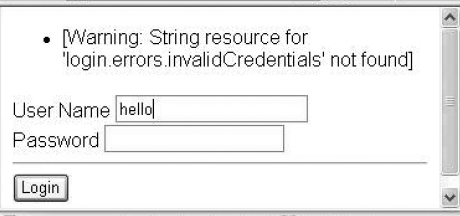 • [Warning: String resource for
'login.errors.invalidCredentials' not found]
User Name hello
Password
Login